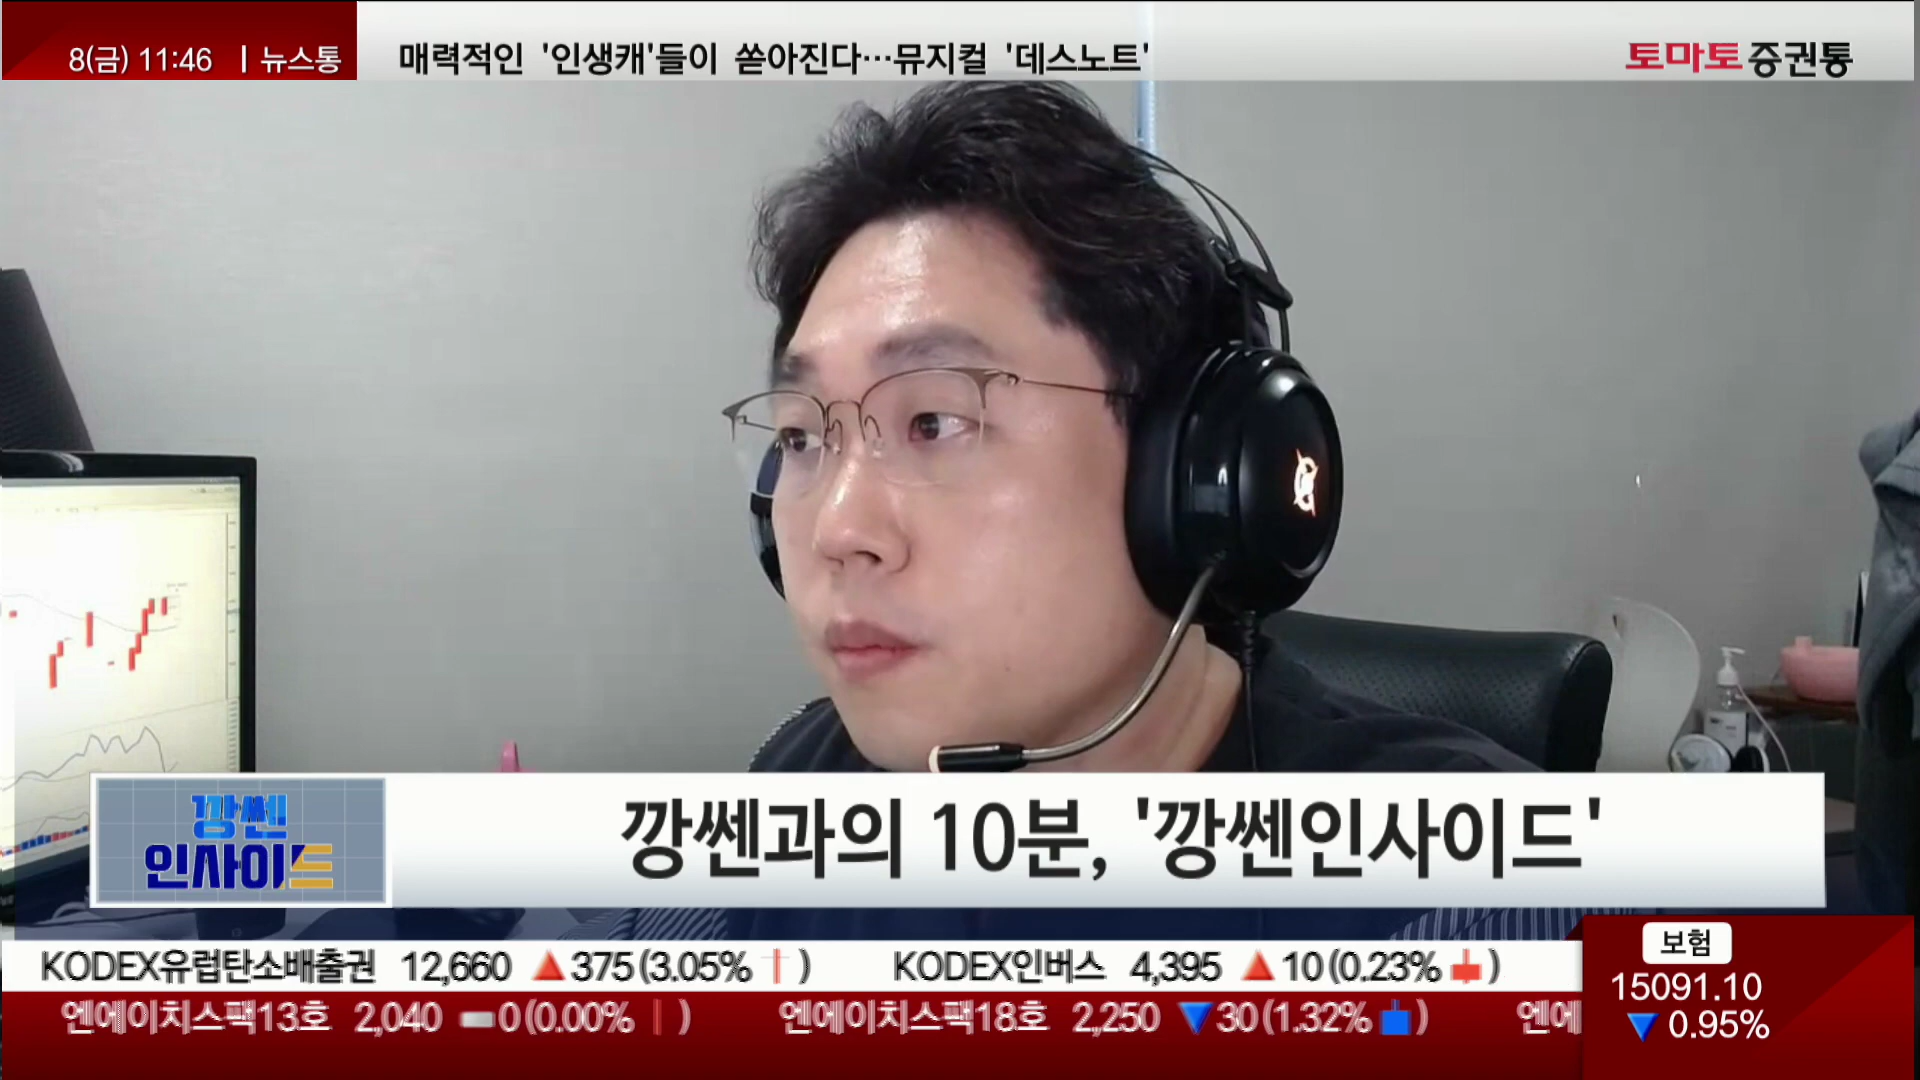 8(금) 11:46 | 뉴스통
매력적인 '인생캐'들이 쏟아진다…뮤지컬 '데스노트'
토마토증권통
깡쎈
인사이드
깡쎈과의 10분, '깡쎈인사이드'
KODEX유럽탄소배출권 12,660 ▲375(3.05%) KODEX인버스 4,395 ▲10(0.23%)
엔에이치스팩13호 2,040 0(0.00%) 엔에이치스팩18호 2,250 ▼30(1.32%) 엔에
보험
15091.10
▼0.95%